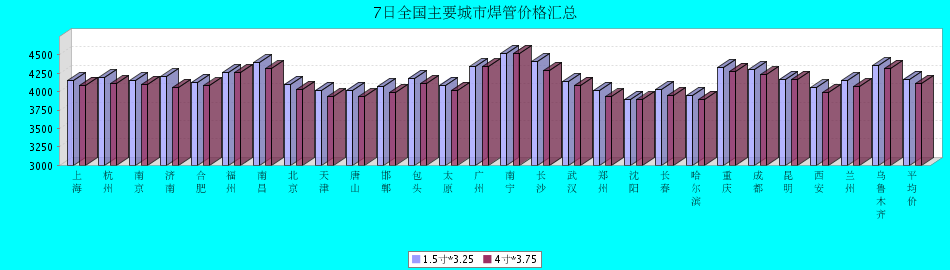 7日全国主要城市焊管价格汇总
4500
4250
4000
3750
3500
3250
3000
上海 杭州 南京 济南 合肥 福州 南昌 北京 天津 唐山 邯郸 包头 太原 广州 南宁 长沙 武汉 郑州 沈阳 长春 哈尔滨 重庆 成都 昆明 西安 兰州 乌鲁木齐 平均价
1.5寸*3.25 4寸*3.75